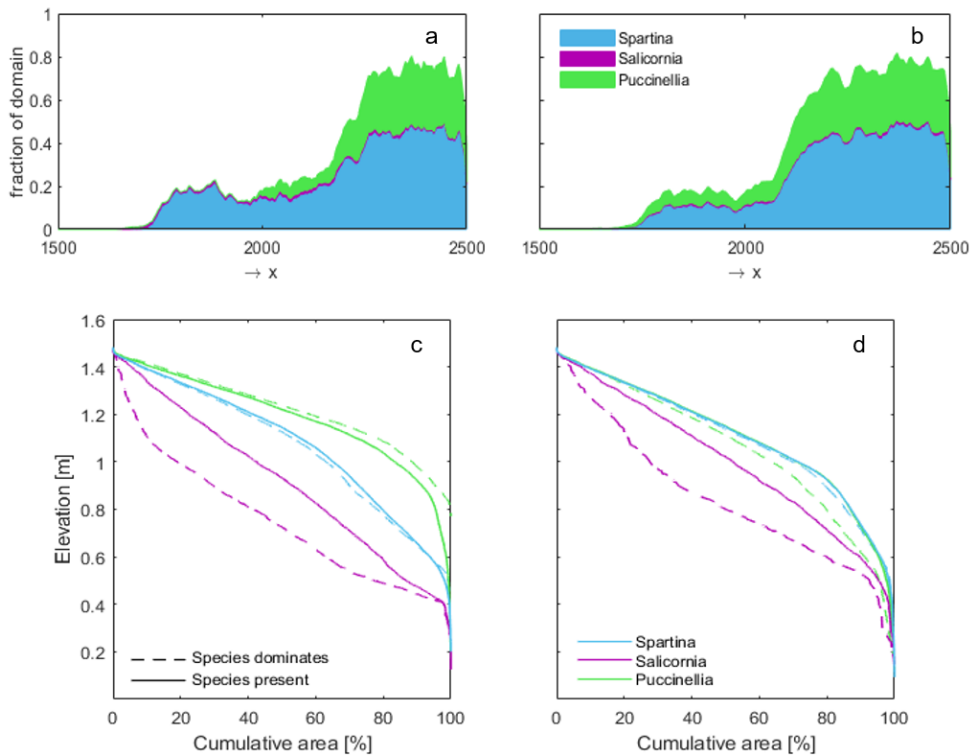 a
b
1
0.8
0.6
0.4
0.2
0
fraction of domain
1500
2000
2500
→ x
Spartina
Salicornia
Puccinellia
1500
2000
2500
→ x
c
d
1.6
1.4
1.2
1
0.8
0.6
0.4
0.2
Elevation [m]
Species dominates
Species present
0
20
40
60
80
100
Cumulative area [%]
Spartina
Salicornia
Puccinellia
0
20
40
60
80
100
Cumulative area [%]